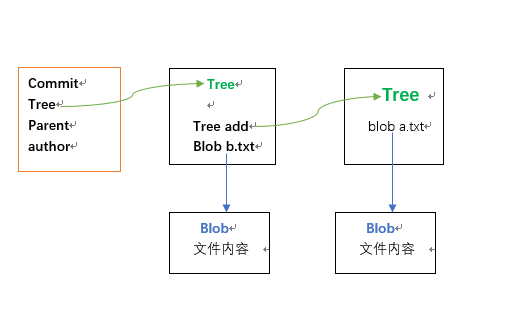 Commit
Tree
Parent
author
Tree
Tree add
Blob b.txt
Tree
blob a.txt
Blob
文件内容
Blob
文件内容